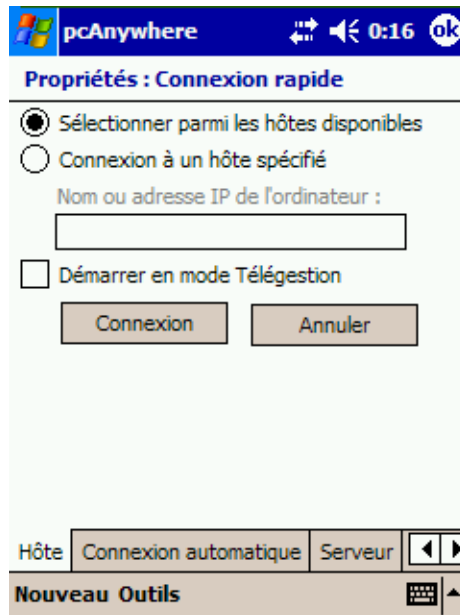 pcAnywhere 0:16 ok
Propriétés : Connexion rapide
Sélectionner parmi les hôtes disponibles
Connexion à un hôte spécifié
Nom ou adresse IP de l'ordinateur :
Démarrer en mode Télégestion
Connexion Annuler
Hôte Connexion automatique Serveur
Nouveau Outils